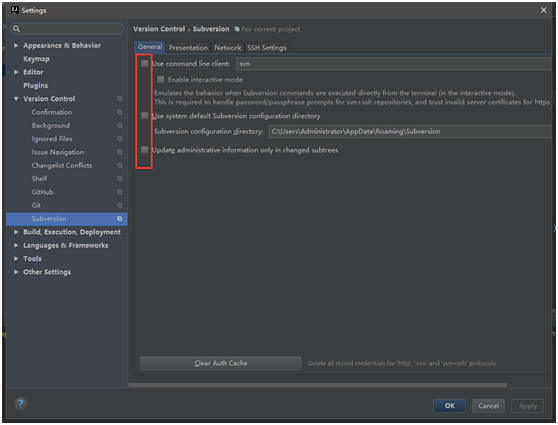 Settings
Version Control › Subversion For current project
Appearance & Behavior
Keymap
Editor
Plugins
Version Control
Confirmation
Background
Ignored Files
Issue Navigation
Changelist Conflicts
Shelf
GitHub
Git
Subversion
Build, Execution, Deployment
Languages & Frameworks
Tools
Other Settings
General Presentation Network SSH Settings
Use command line client: svn
Enable interactive mode
Emulates the behavior when Subversion commands are executed directly from the terminal (in the interactive mode).
This is required to handle password/passphrase prompts for svn+ssh repositories, and trust invalid server certificates for https
Use system default Subversion configuration directory
Subversion configuration directory: C:\Users\Administrator\AppData\Roaming\Subversion
Update administrative information only in changed subtrees
Clear Auth Cache Delete all stored credentials for 'http', 'svn' and 'svn+ssh' protocols
? OK Cancel Apply